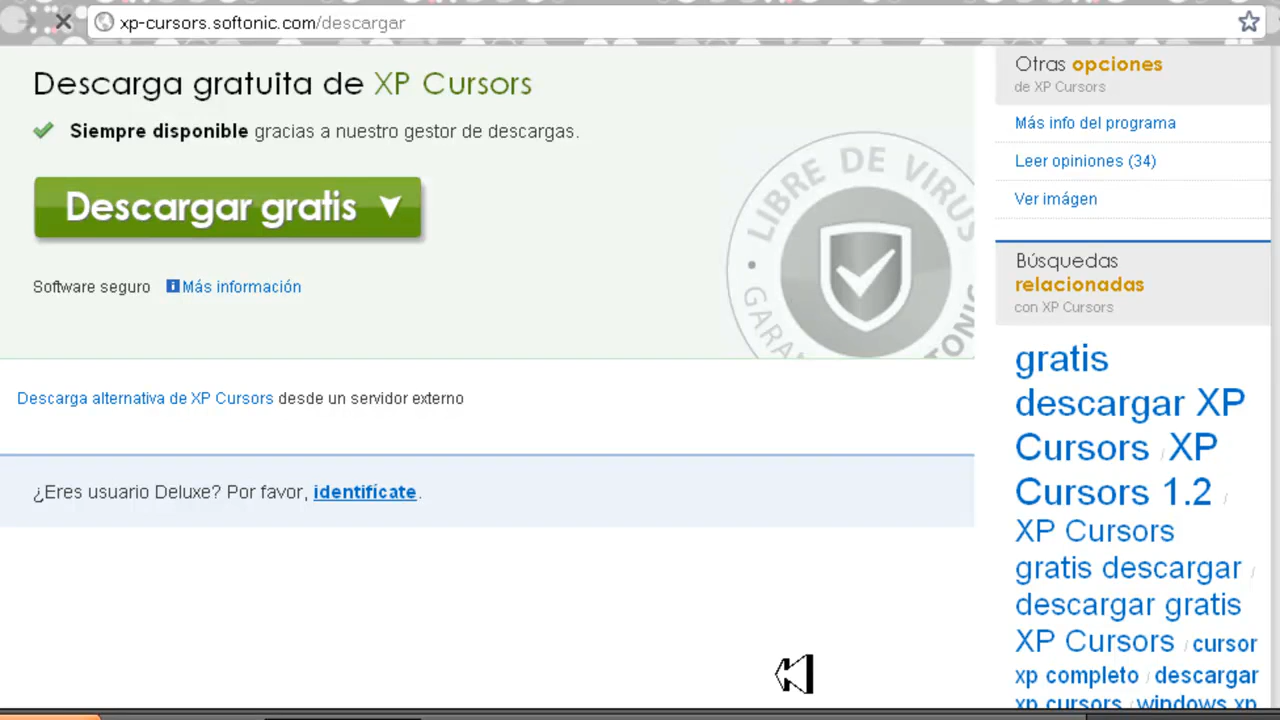 xp-cursors.softonic.com/descargar
Descarga gratuita de XP Cursors
Siempre disponible gracias a nuestro gestor de descargas.
Descargar gratis
Software seguro i Más información
LIBRE DE VIRUS
Descarga alternativa de XP Cursors desde un servidor externo
¿Eres usuario Deluxe? Por favor, identifícate.
Otras opciones
de XP Cursors
Más info del programa
Leer opiniones (34)
Ver imágen
Búsquedas
relacionadas
con XP Cursors
gratis
descargar XP
Cursors / XP
Cursors 1.2 /
XP Cursors
gratis descargar /
descargar gratis
XP Cursors / cursor
xp completo / descargar
xp cursors / windows xp